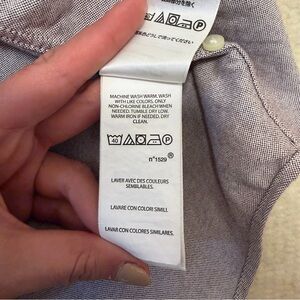 MACHINE WASH WARM, WASH
WITH LIKE COLORS, ONLY
NON-CHLORINE BLEACH WHEN
NEEDED. TUMBLE DRY LOW.
WARM IRON IF NEEDED. DRY
CLEAN.
40 P
n°1529 ®
LAVER AVEC DES COULEURS
SEMBLABLES.
LAVARE CON COLORI SIMILI.
LAVAR CON COLORES SIMILARES.